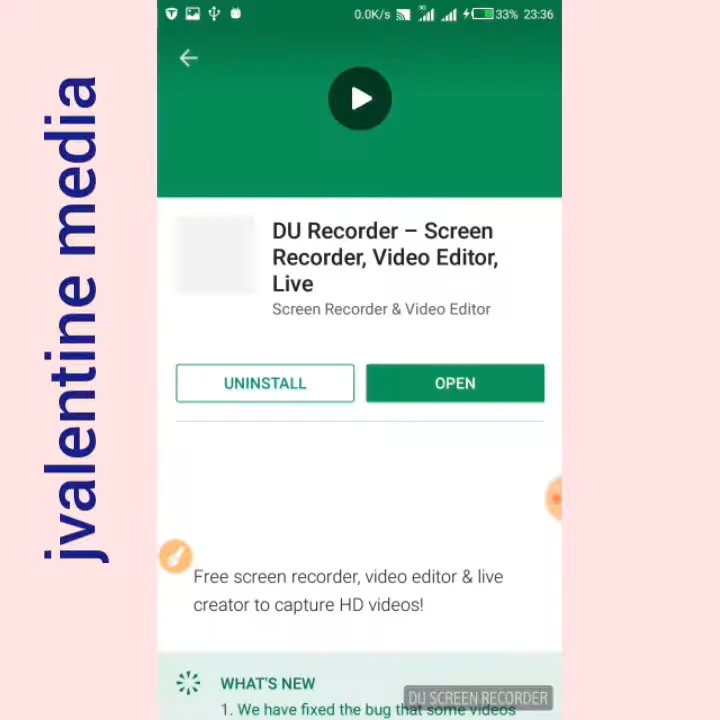 jvalentine media
0.0K/s 3G 33% 23:36
DU Recorder – Screen
Recorder, Video Editor,
Live
Screen Recorder & Video Editor
UNINSTALL
OPEN
Free screen recorder, video editor & live
creator to capture HD videos!
WHAT'S NEW
DU SCREEN RECORDER
1. We have fixed the bug that some videos